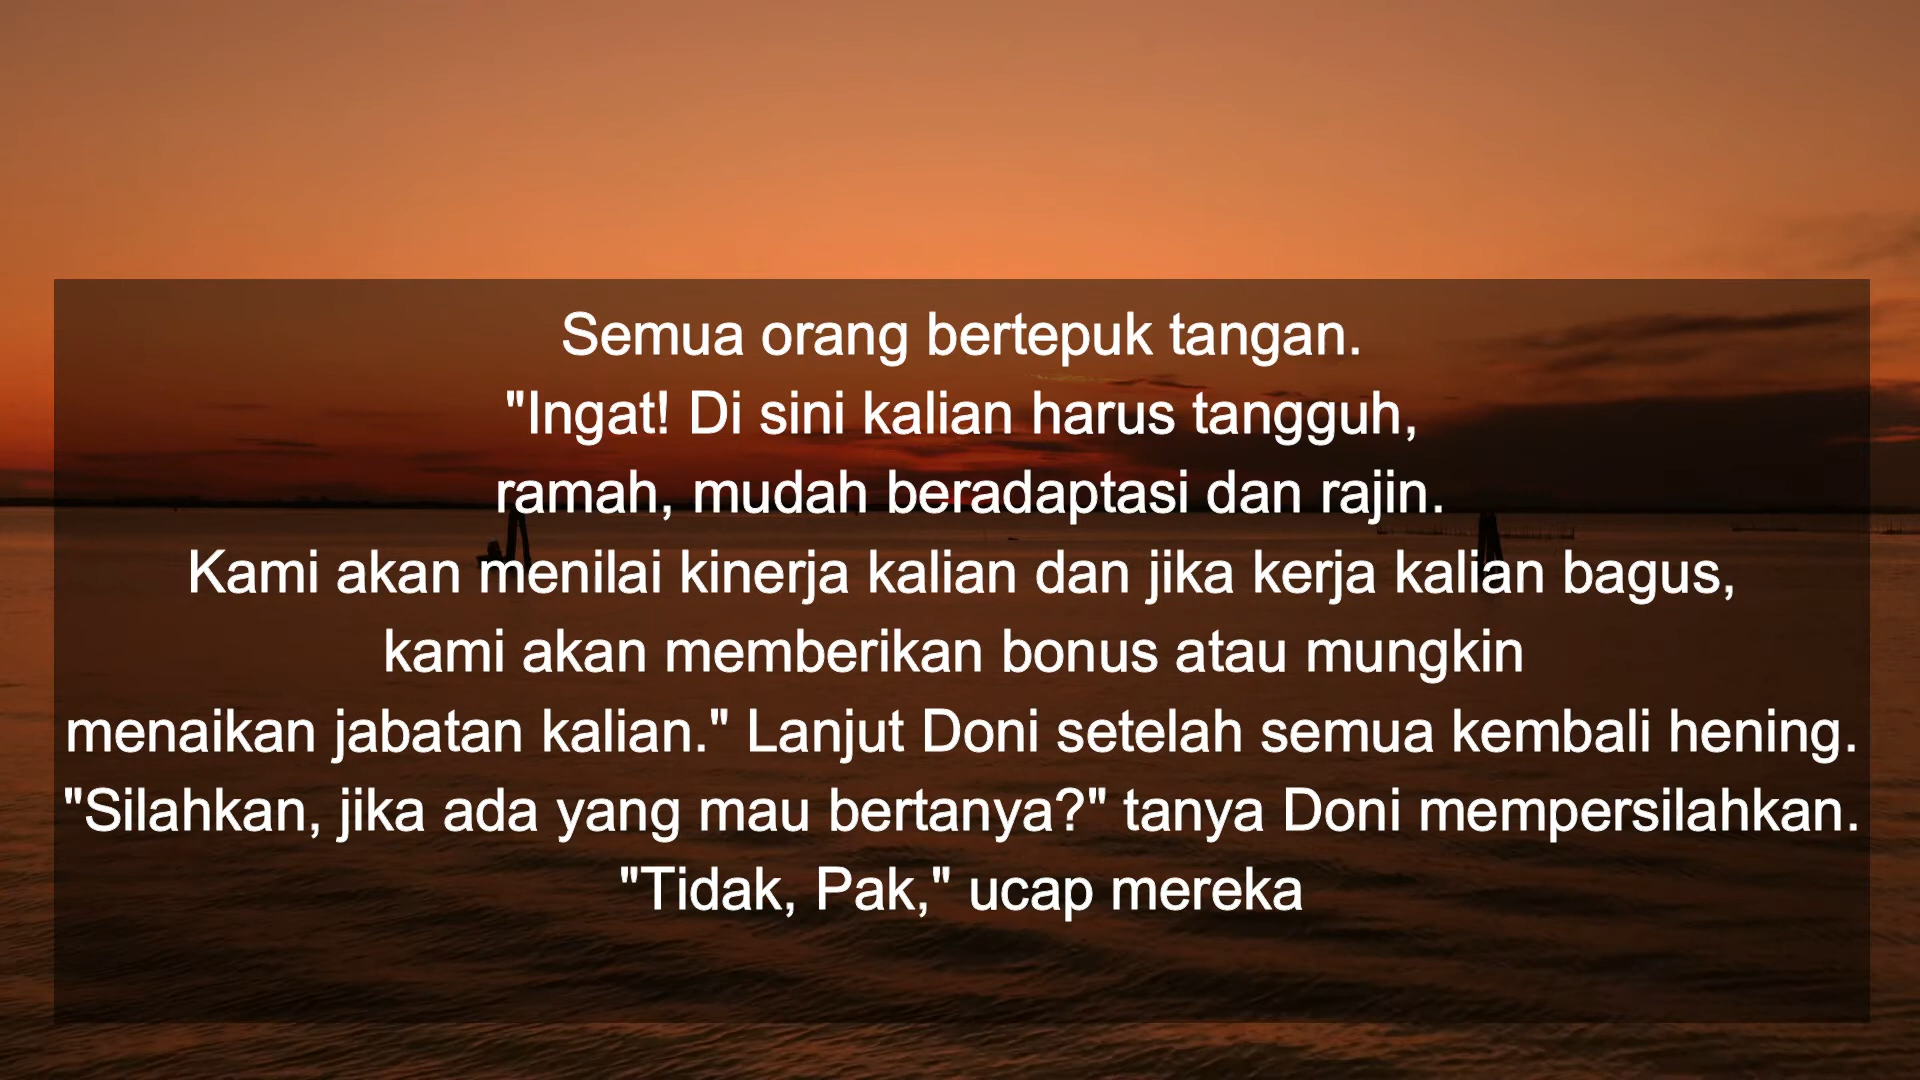 Semua orang bertepuk tangan.
"Ingat! Di sini kalian harus tangguh,
ramah, mudah beradaptasi dan rajin.
Kami akan menilai kinerja kalian dan jika kerja kalian bagus,
kami akan memberikan bonus atau mungkin
menaikan jabatan kalian." Lanjut Doni setelah semua kembali hening.
"Silahkan, jika ada yang mau bertanya?" tanya Doni mempersilahkan.
"Tidak, Pak," ucap mereka